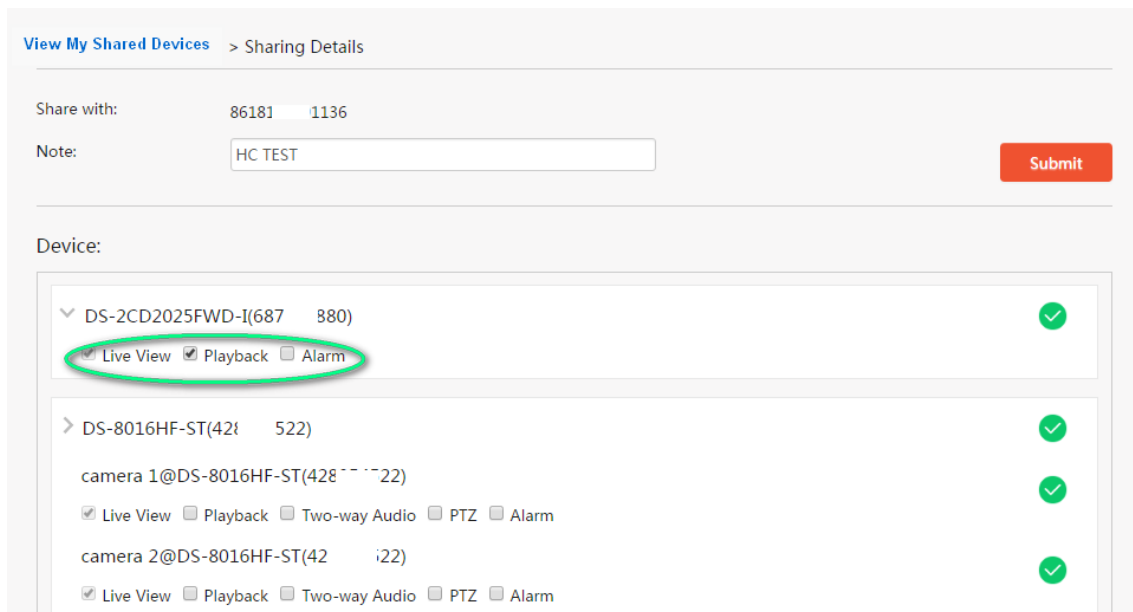 View My Shared Devices > Sharing Details
Share with: 86181 1136
Note: HC TEST
Submit
Device:
DS-2CD2025FWD-I(687 880)
Live View Playback Alarm
DS-8016HF-ST(428 522)
camera 1@DS-8016HF-ST(428 22)
Live View Playback Two-way Audio PTZ Alarm
camera 2@DS-8016HF-ST(42 522)
Live View Playback Two-way Audio PTZ Alarm